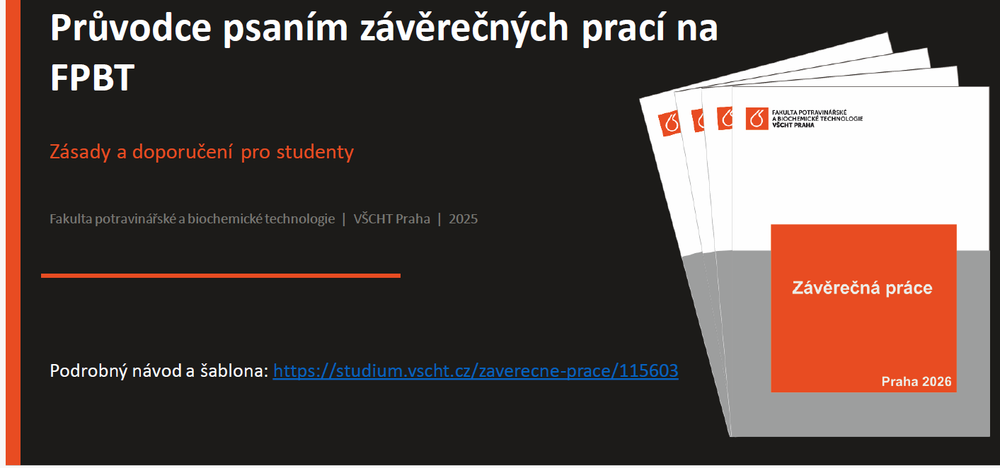 Průvodce psaním závěrečných prací na
FPBT
Zásady a doporučení pro studenty
Fakulta potravinářské a biochemické technologie | VŠCHT Praha | 2025
Podrobný návod a šablona: https://studium.vscht.cz/zaverecne-prace/115603
FAKULTA POTRAVINÁŘSKÉ
A BIOCHEMICKÉ TECHNOLOGIE
VŠCHT PRAHA
Závěrečná práce
Praha 2026